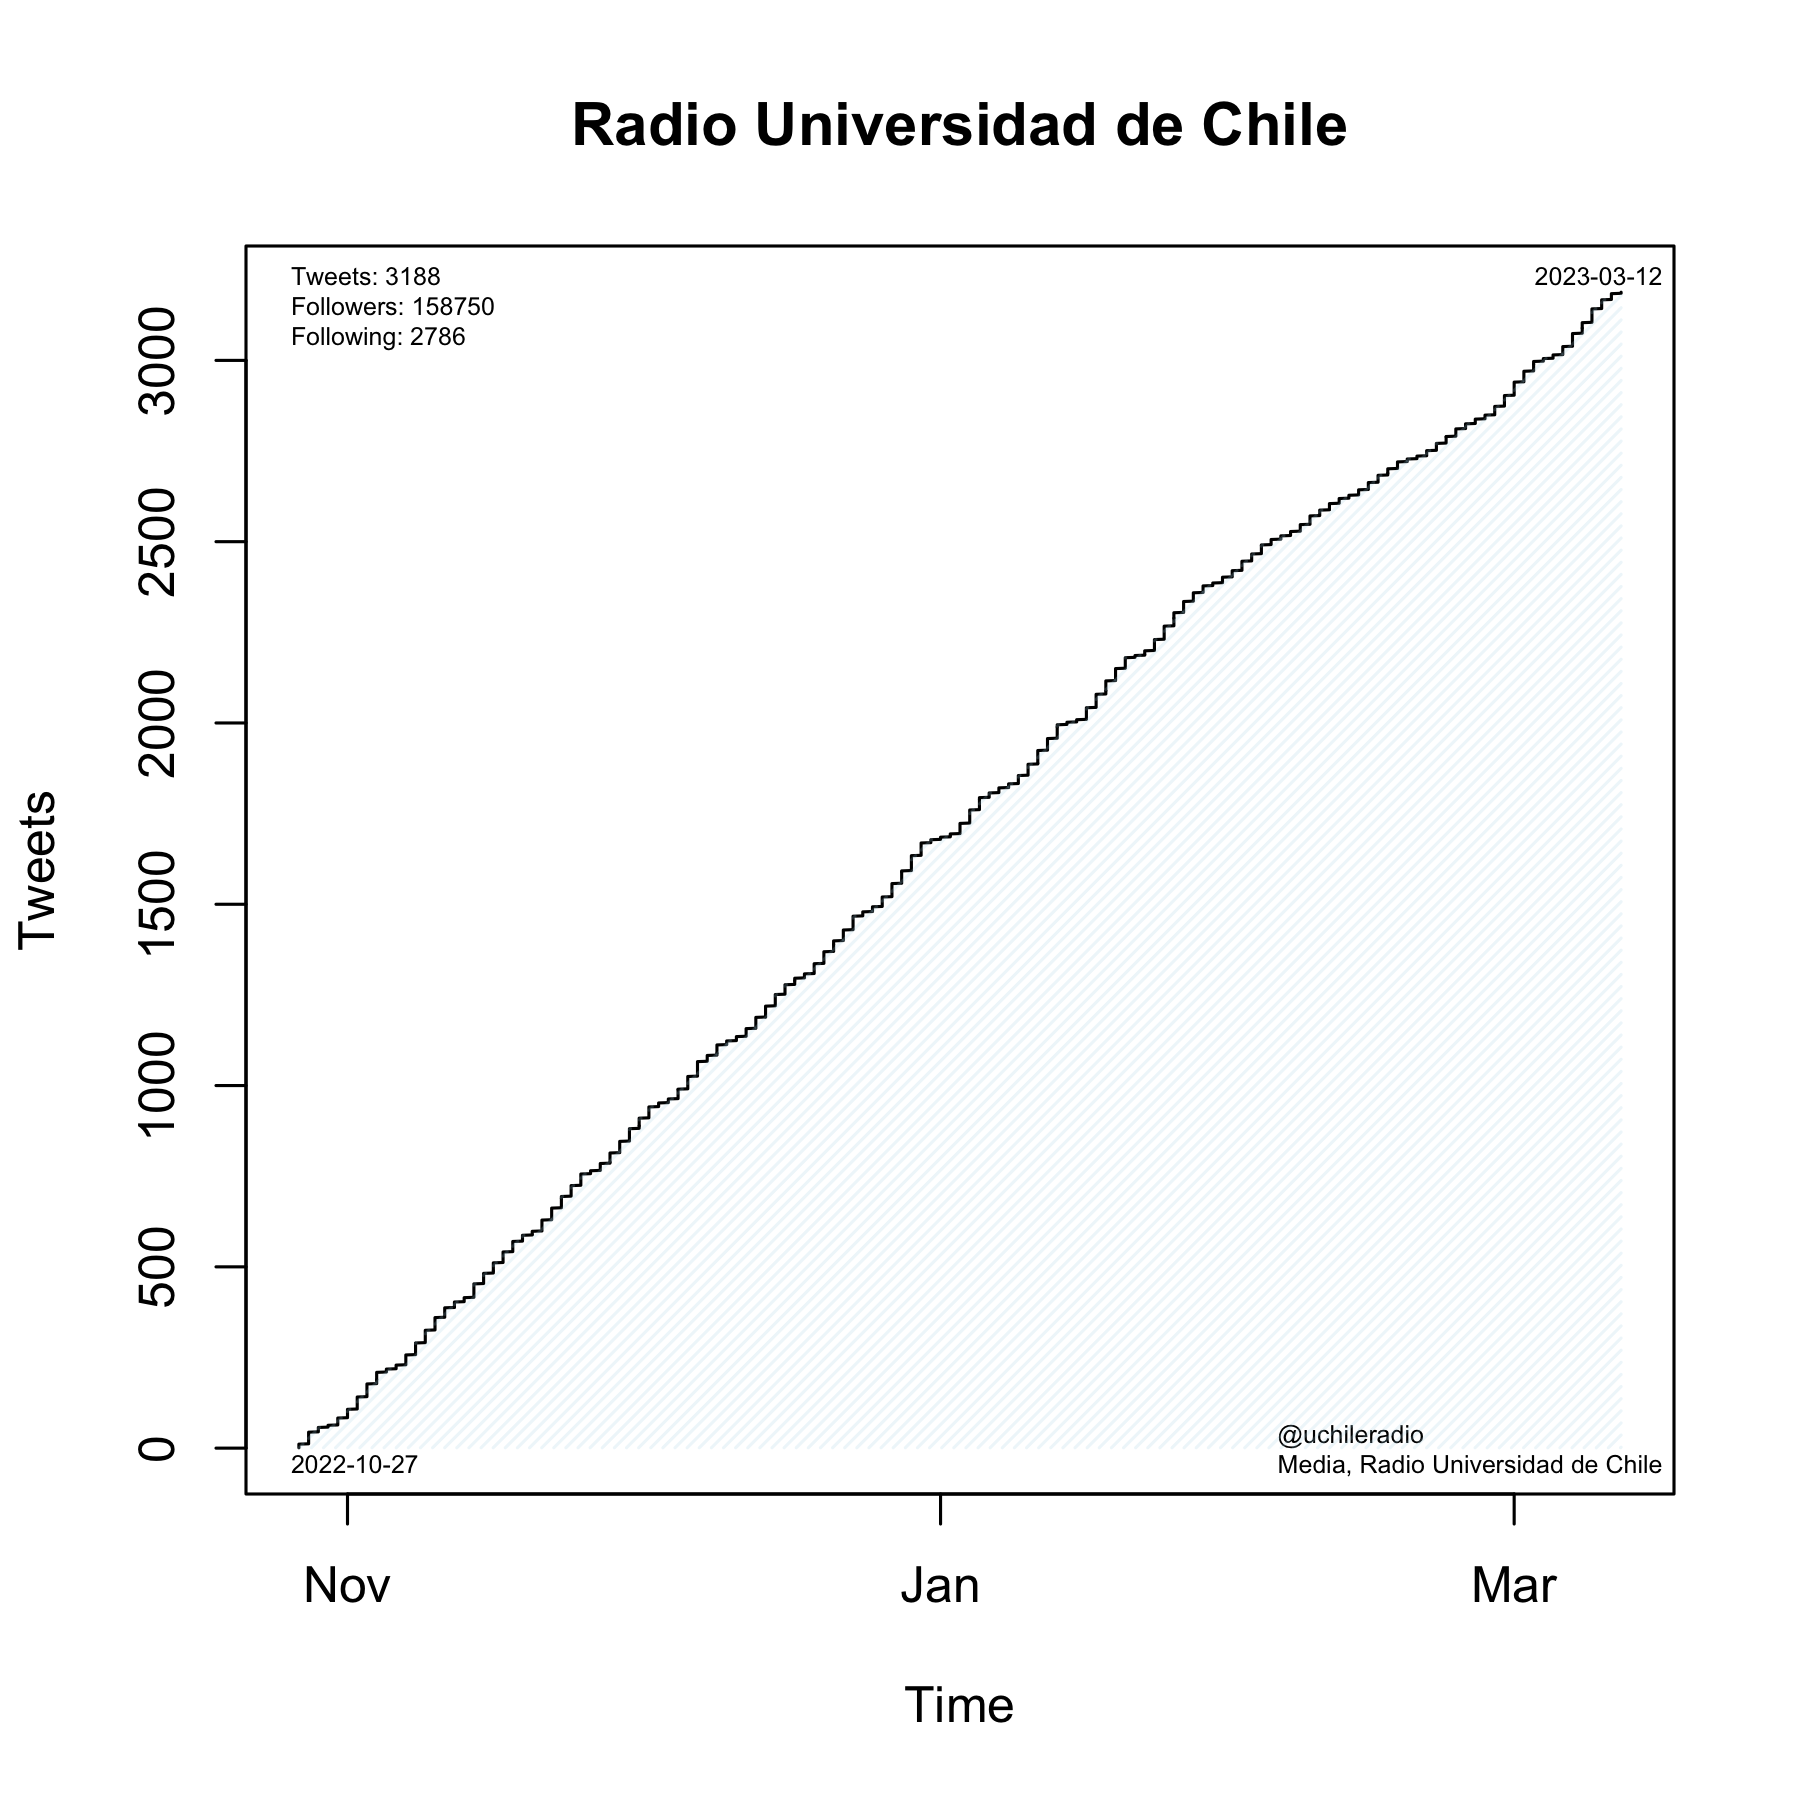 Radio Universidad de Chile
Tweets: 3188
Followers: 158750
Following: 2786
2023-03-12
Tweets
3000
2500
2000
1500
1000
500
0
2022-10-27
@uchileradio
Media, Radio Universidad de Chile
Nov Jan Mar
Time